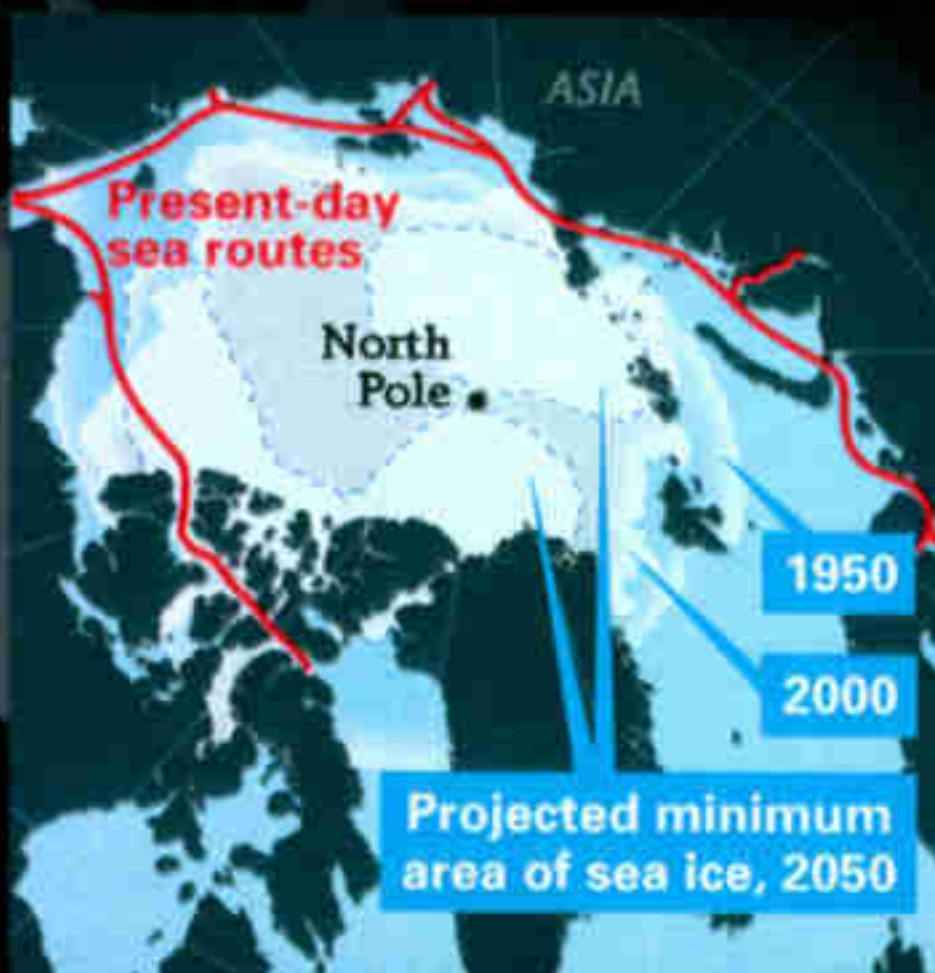 ASIA
Present-day
sea routes
North
Pole
1950
2000
Projected minimum
area of sea ice, 2050